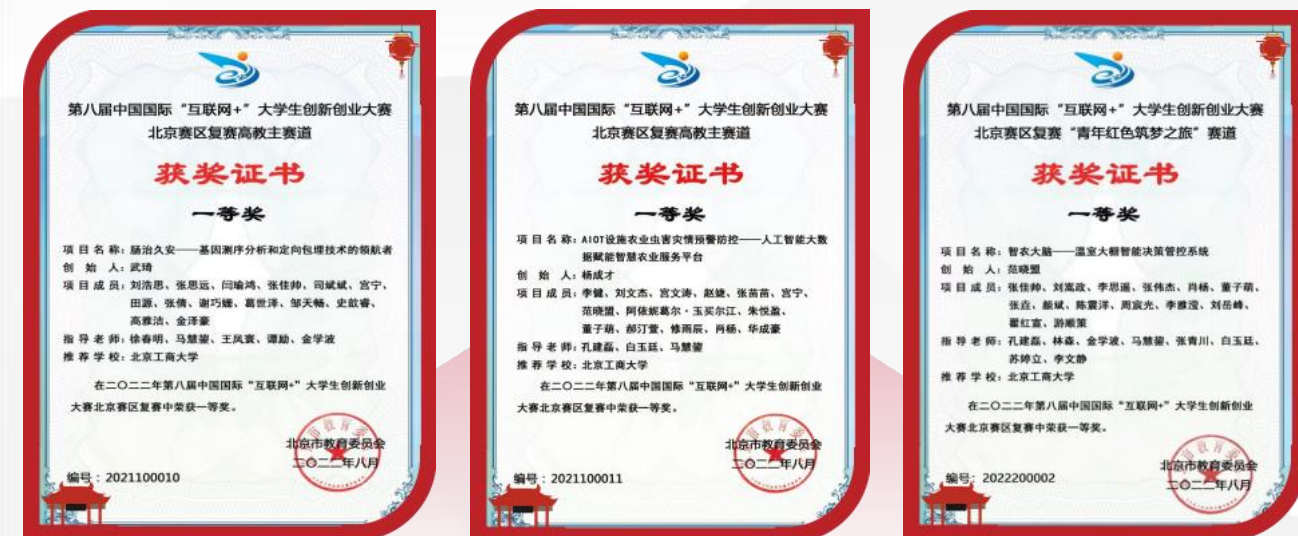 第八届中国国际“互联网+”大学生创新创业大赛
北京赛区复赛高教主赛道
获奖证书
一等奖
项目名称：肠治久安——基因测序分析和定向包埋技术的领航者
创始人：武琦
项目成员：刘浩思、张思远、闫瑜鸿、张佳帅、司斌斌、宫宁、
田源、张倩、谢巧姗、葛世泽、邹天畅、史歆睿、
高雅洁、金泽豪
指导老师：徐春明、马慧鋆、王凤寰、谭励、金学波
推荐学校：北京工商大学
在二〇二二年第八届中国国际“互联网+”大学生创新创业
大赛北京赛区复赛中荣获一等奖。
北京市教育委员会
二〇二二年八月
编号：2021100010
第八届中国国际“互联网+”大学生创新创业大赛
北京赛区复赛高教主赛道
获奖证书
一等奖
项目名称：AIOT设施农业虫害灾情预警防控——人工智能大数
据赋能智慧农业服务平台
创始人：杨成才
项目成员：李健、刘文杰、宫文涛、赵婕、张苗苗、宫宁、
范晓盟、阿依妮葛尔·玉买尔江、朱悦盈、
董子萌、郝汀萱、修雨辰、肖杨、华成豪
指导老师：孔建磊、白玉廷、马慧鋆
推荐学校：北京工商大学
在二〇二二年第八届中国国际“互联网+”大学生创新创业
大赛北京赛区复赛中荣获一等奖。
北京市教育委员会
二〇二二年八月
编号：2021100011
第八届中国国际“互联网+”大学生创新创业大赛
北京赛区复赛“青年红色筑梦之旅”赛道
获奖证书
一等奖
项目名称：智农大脑——温室大棚智能决策管控系统
创始人：范晓盟
项目成员：张佳帅、刘嵩政、李思遥、张伟杰、肖杨、董子萌、
张垚、颜斌、陈震洋、周宸光、李雅滢、刘岳峰、
翟红富、游顺策
指导老师：孔建磊、林森、金学波、马慧鋆、张青川、白玉廷、
苏婷立、李文静
推荐学校：北京工商大学
在二〇二二年第八届中国国际“互联网+”大学生创新创业
大赛北京赛区复赛中荣获一等奖。
北京市教育委员会
二〇二二年八月
编号：2022200002